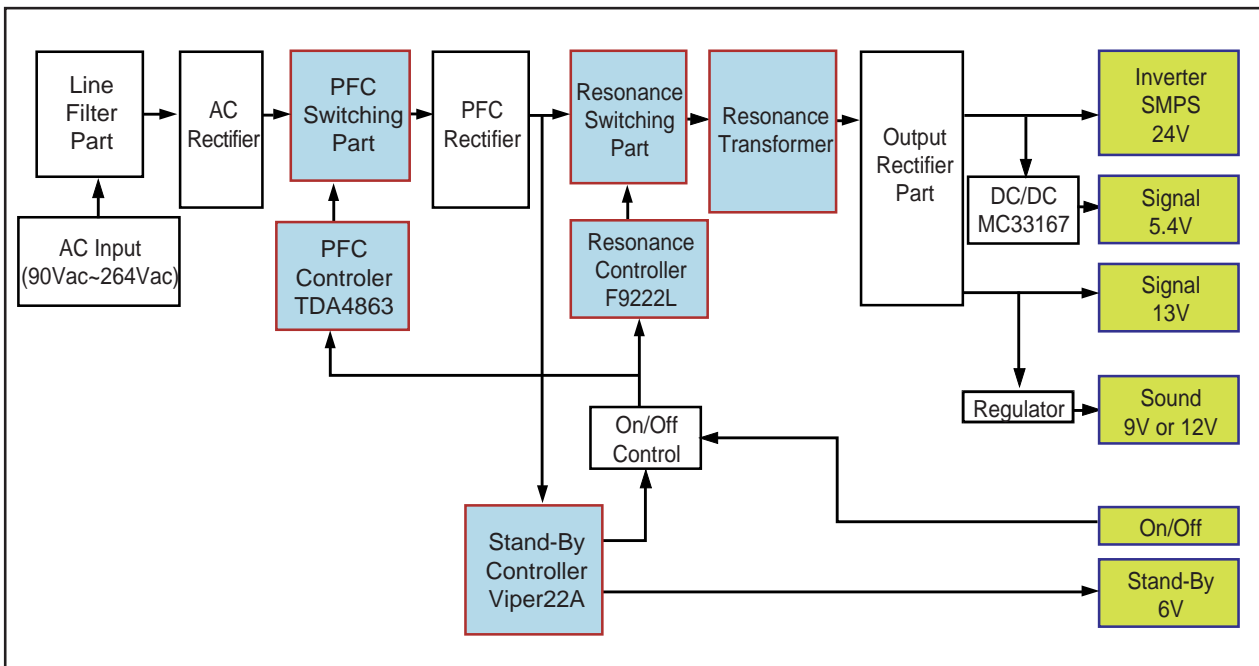 Line
Filter
Part
AC
Rectifier
PFC
Switching
Part
PFC
Rectifier
Resonance
Switching
Part
Resonance
Transformer
Output
Rectifier
Part
Inverter
SMPS
24V
DC/DC
MC33167
Signal
5.4V
AC Input
(90Vac~264Vac)
PFC
Controler
TDA4863
Resonance
Controller
F9222L
Signal
13V
Regulator
Sound
9V or 12V
On/Off
Control
On/Off
Stand-By
Controller
Viper22A
Stand-By
6V